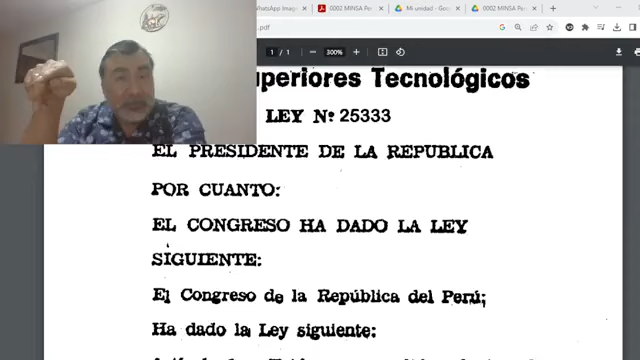 WhatsApp Imag
0002 MINSA Pe
Mi unidad - Goo
0002 MINSA Pe
.pdf
1 / 1
300%
uperiores Tecnológicos
LEY Nº 25333
EL PRESIDENTE DE LA REPUBLICA
POR CUANTO:
EL CONGRESO HA DADO LA LEY
SIGUIENTE:
El Congreso de la República del Perú;
Ha dado la Ley siguiente: